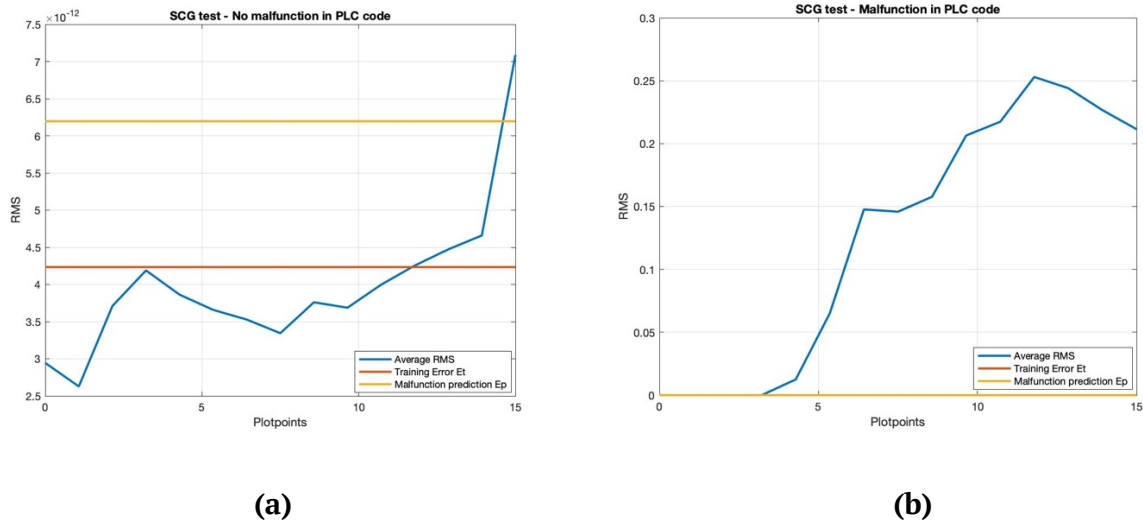 SCG test - No malfunction in PLC code
×10⁻¹²
7.5
7
6.5
6
5.5
5
4.5
4
3.5
3
2.5
RMS
0
5
10
15
Plotpoints
Average RMS
Training Error Et
Malfunction prediction Ep
(a)
SCG test - Malfunction in PLC code
0.3
0.25
0.2
0.15
0.1
0.05
0
RMS
0
5
10
15
Plotpoints
Average RMS
Training Error Et
Malfunction prediction Ep
(b)